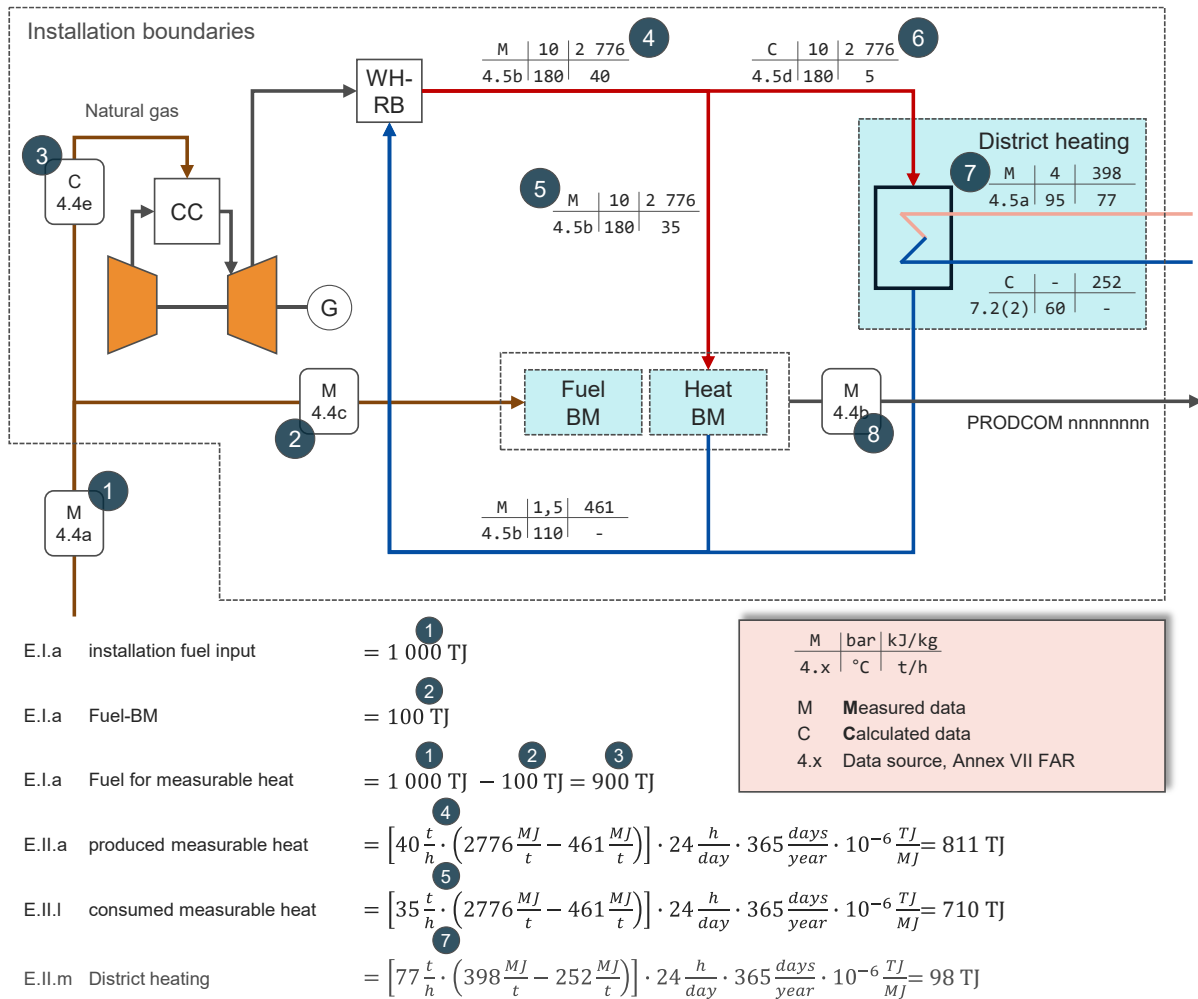 Installation boundaries
M 10 2 776 4
4.5b 180 40
C 10 2 776 6
4.5d 180 5
WH-
RB
Natural gas
3
C
4.4e
CC
G
District heating
7 M 4 398
4.5a 95 77
5 M 10 2 776
4.5b 180 35
C - 252
7.2(2) 60 -
M
4.4c
2
Fuel
BM
Heat
BM
M
4.4b
8
PRODCOM nnnnnnnn
1
M
4.4a
M 1,5 461
4.5b 110 -
1
E.I.a installation fuel input = 1 000 TJ
2
E.I.a Fuel-BM = 100 TJ
1 2 3
E.I.a Fuel for measurable heat = 1 000 TJ − 100 TJ = 900 TJ
4
E.II.a produced measurable heat = [40 t/h · (2776 MJ/t − 461 MJ/t)] · 24 h/day · 365 days/year · 10⁻⁶ TJ/MJ = 811 TJ
5
E.II.l consumed measurable heat = [35 t/h · (2776 MJ/t − 461 MJ/t)] · 24 h/day · 365 days/year · 10⁻⁶ TJ/MJ = 710 TJ
7
E.II.m District heating = [77 t/h · (398 MJ/t − 252 MJ/t)] · 24 h/day · 365 days/year · 10⁻⁶ TJ/MJ = 98 TJ
M bar kJ/kg
4.x °C t/h
M Measured data
C Calculated data
4.x Data source, Annex VII FAR